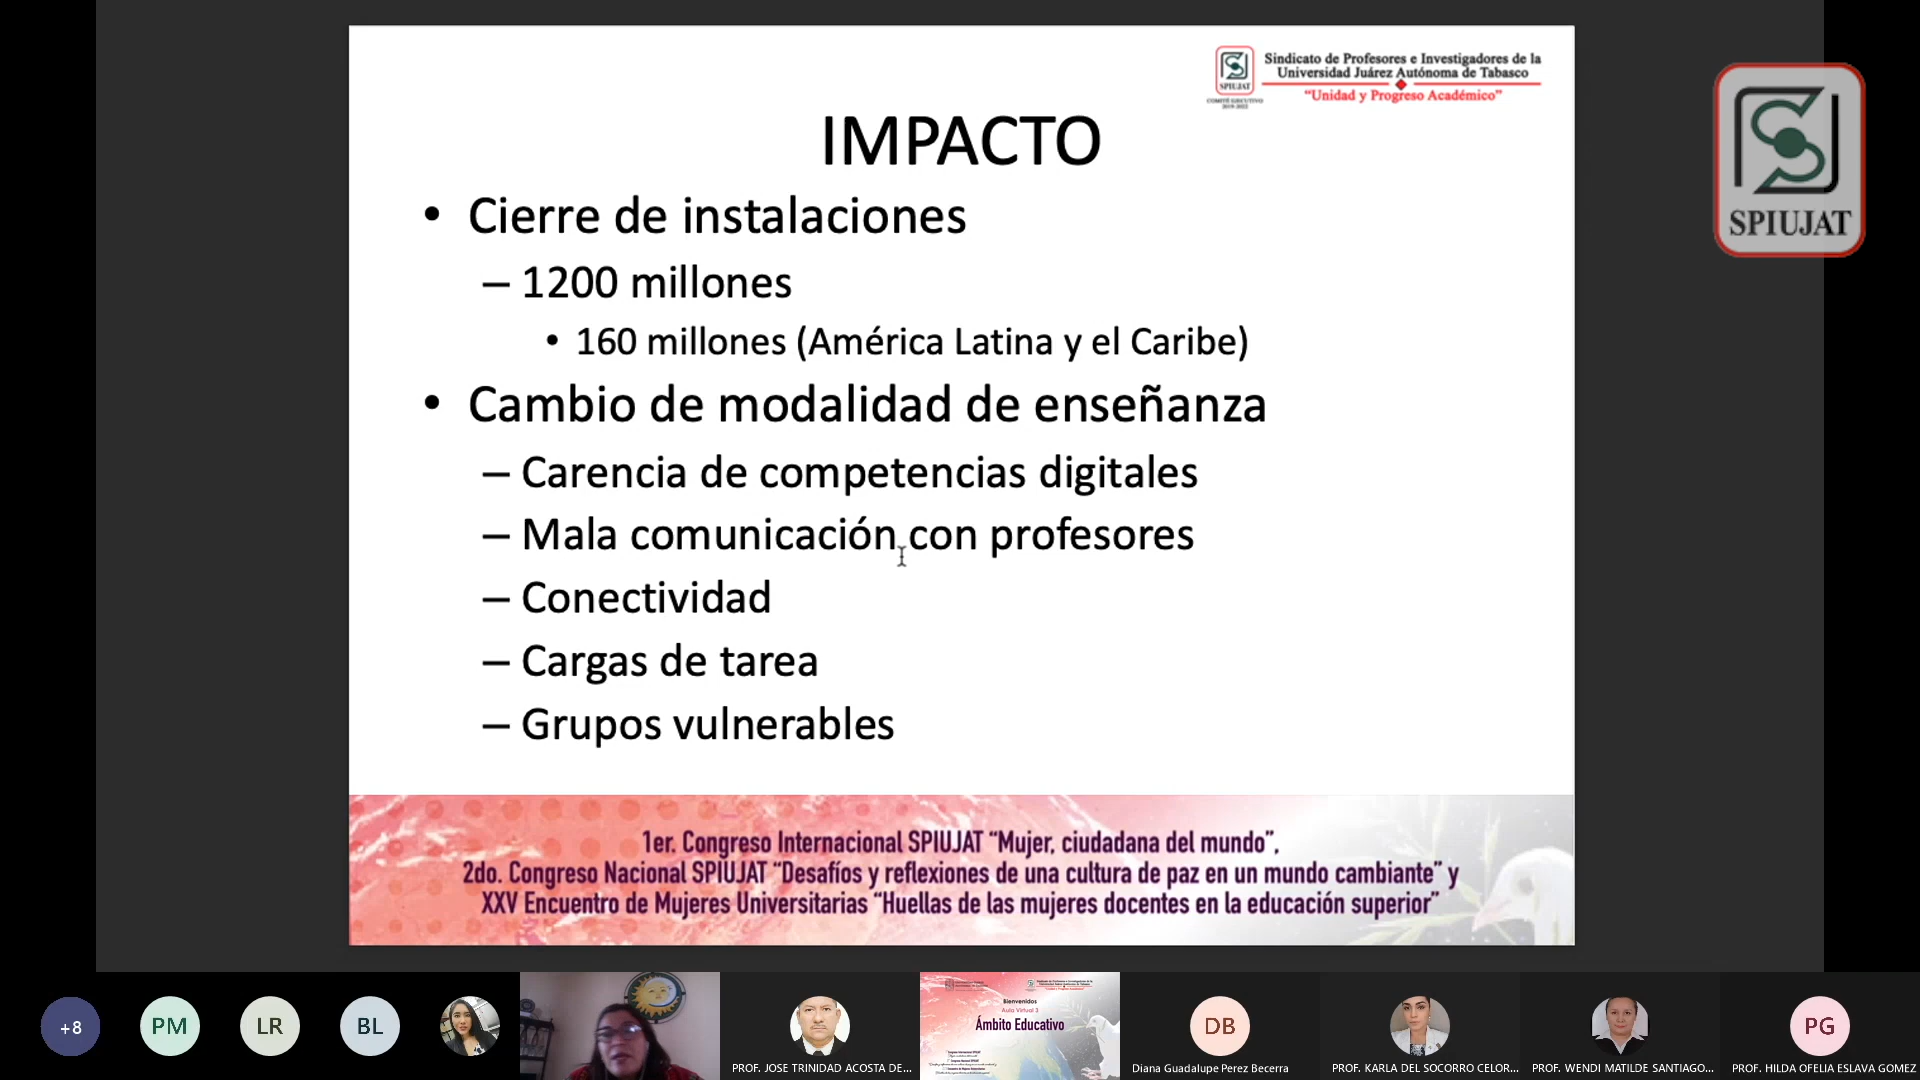 SPIUJAT
COMITÉ EJECUTIVO
2019-2022
Sindicato de Profesores e Investigadores de la
Universidad Juárez Autónoma de Tabasco
“Unidad y Progreso Académico”
SPIUJAT
IMPACTO
• Cierre de instalaciones
– 1200 millones
• 160 millones (América Latina y el Caribe)
• Cambio de modalidad de enseñanza
– Carencia de competencias digitales
– Mala comunicación con profesores
– Conectividad
– Cargas de tarea
– Grupos vulnerables
1er. Congreso Internacional SPIUJAT “Mujer, ciudadana del mundo”,
2do. Congreso Nacional SPIUJAT “Desafíos y reflexiones de una cultura de paz en un mundo cambiante” y
XXV Encuentro de Mujeres Universitarias “Huellas de las mujeres docentes en la educación superior”
+8
PM
LR
BL
PROF. JOSE TRINIDAD ACOSTA DE...
Bienvenidos
Aula Virtual 3
Ámbito Educativo
DB
Diana Guadalupe Perez Becerra
PROF. KARLA DEL SOCORRO CELOR...
PROF. WENDI MATILDE SANTIAGO...
PG
PROF. HILDA OFELIA ESLAVA GOMEZ